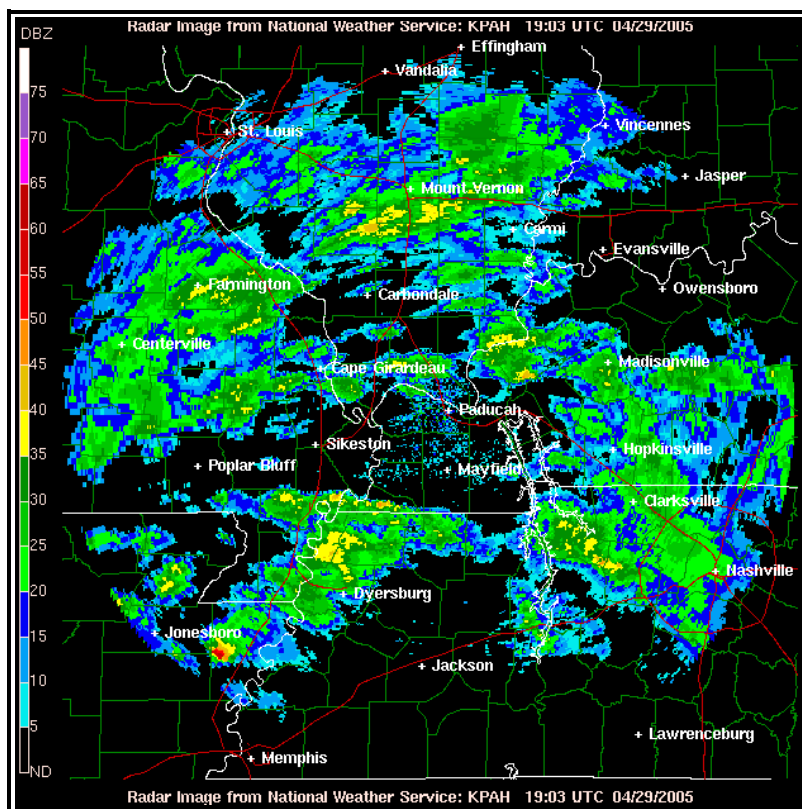 Radar Image from National Weather Service: KPAH 19:03 UTC 04/29/2005
DBZ
Effingham
Vandalia
75
St. Louis
Vincennes
70
Jasper
65
Mount Vernon
60
Carmi
Evansville
55
Farmington
Owensboro
Carbondale
50
Centerville
Madisonville
45
Cape Girardeau
40
Paducah
35
Sikeston
Hopkinsville
Poplar Bluff
Mayfield
30
Clarksville
25
Nashville
20
Dyersburg
15
Jonesboro
10
Jackson
5
Lawrenceburg
Memphis
ND
Radar Image from National Weather Service: KPAH 19:03 UTC 04/29/2005